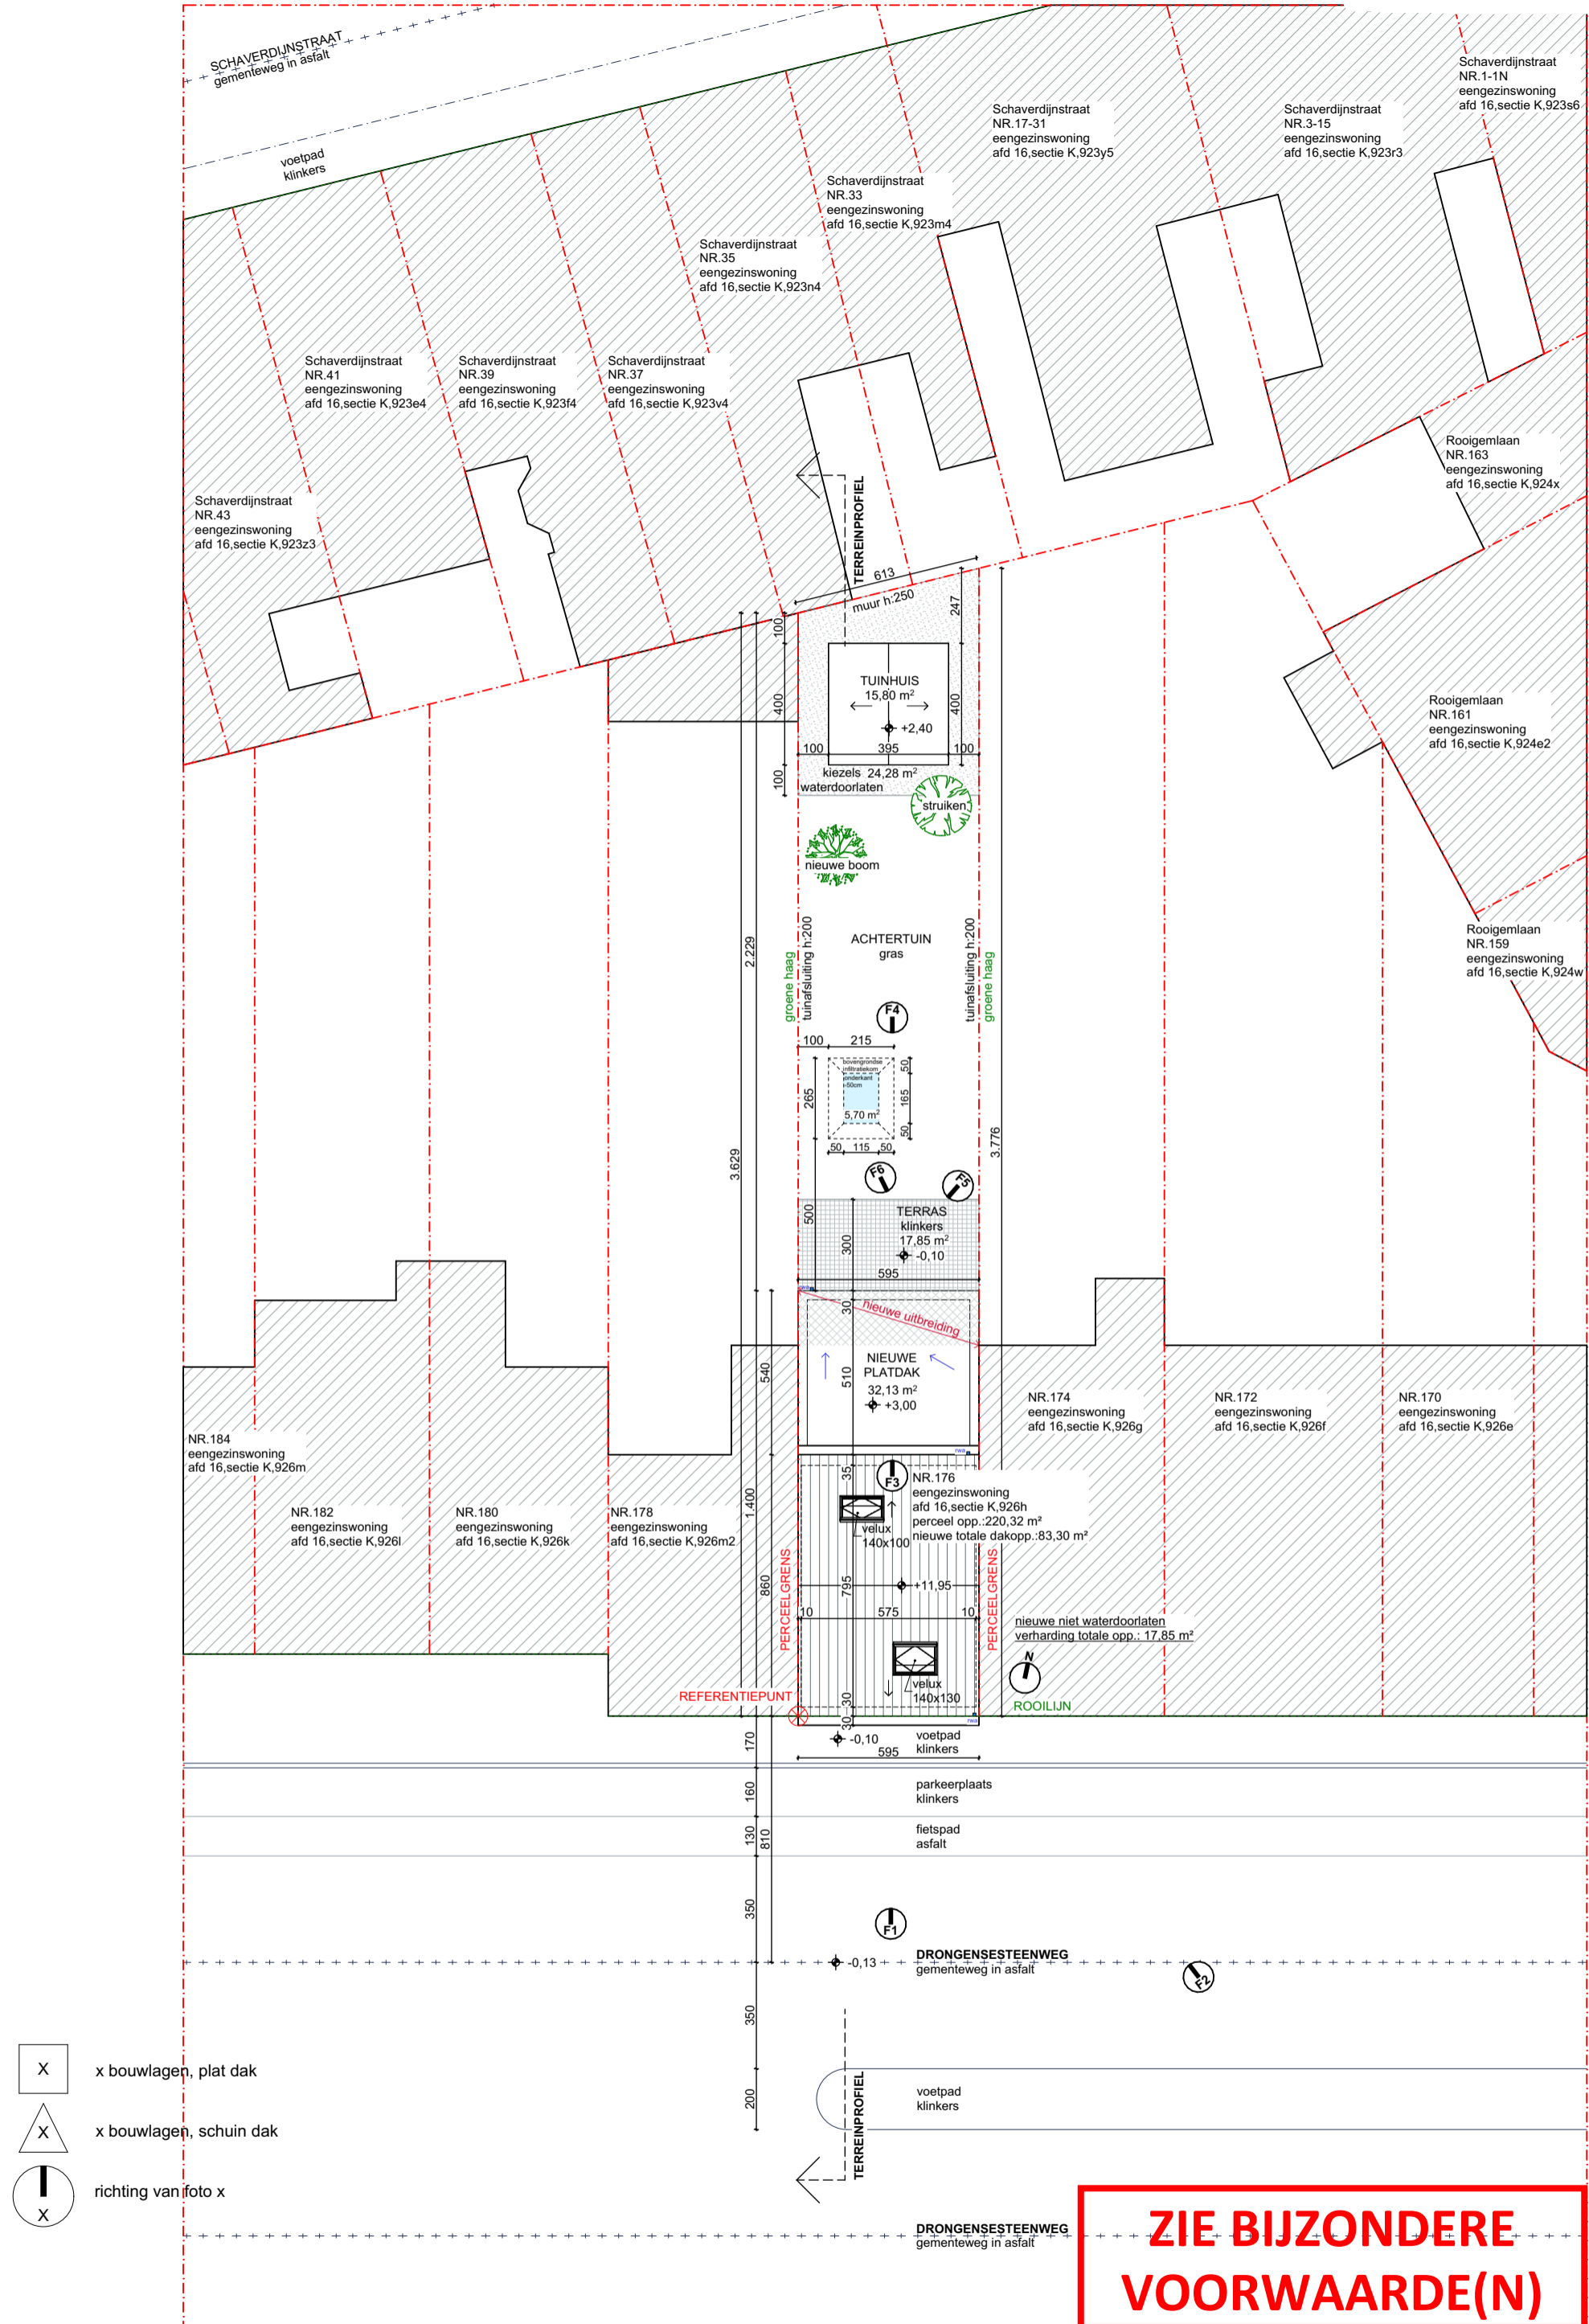 SCHAVERDIJNSTRAAT
gementeweg in asfalt
voetpad
klinkers
Schaverdijnstraat
NR.1-1N
eengezinswoning
afd 16,sectie K,923s6
Schaverdijnstraat
NR.3-15
eengezinswoning
afd 16,sectie K,923r3
Schaverdijnstraat
NR.17-31
eengezinswoning
afd 16,sectie K,923y5
Schaverdijnstraat
NR.33
eengezinswoning
afd 16,sectie K,923m4
Schaverdijnstraat
NR.35
eengezinswoning
afd 16,sectie K,923n4
Schaverdijnstraat
NR.41
eengezinswoning
afd 16,sectie K,923e4
Schaverdijnstraat
NR.39
eengezinswoning
afd 16,sectie K,923f4
Schaverdijnstraat
NR.37
eengezinswoning
afd 16,sectie K,923v4
Schaverdijnstraat
NR.43
eengezinswoning
afd 16,sectie K,923z3
Rooigemlaan
NR.163
eengezinswoning
afd 16,sectie K,924x
Rooigemlaan
NR.161
eengezinswoning
afd 16,sectie K,924e2
Rooigemlaan
NR.159
eengezinswoning
afd 16,sectie K,924w
TERREINPROFIEL
613
muur h:250
247
100
TUINHUIS
15,80 m²
+2,40
400
400
100
395
100
100
kiezels 24,28 m²
waterdoorlaten
struiken
nieuwe boom
2.229
ACHTERTUIN
gras
groene haag
tuinafsluiting h:200
tuinafsluiting h:200
groene haag
F4
100
215
bovengrondse
infiltratiekom
onderkant
-50cm
5,70 m²
265
50
165
50
50
115
50
3.629
3.776
F6
F5
500
300
TERRAS
klinkers
17,85 m²
-0,10
595
rwa
30
nieuwe uitbreiding
540
510
NIEUWE
PLATDAK
32,13 m²
+3,00
rwa
NR.174
eengezinswoning
afd 16,sectie K,926g
NR.172
eengezinswoning
afd 16,sectie K,926f
NR.170
eengezinswoning
afd 16,sectie K,926e
NR.184
eengezinswoning
afd 16,sectie K,926m
NR.182
eengezinswoning
afd 16,sectie K,926l
NR.180
eengezinswoning
afd 16,sectie K,926k
NR.178
eengezinswoning
afd 16,sectie K,926m2
1.400
35
F3
NR.176
eengezinswoning
afd 16,sectie K,926h
perceel opp.:220,32 m²
nieuwe totale dakopp.:83,30 m²
velux
140x100
PERCEELGRENS
860
795
+11,95
10
575
10
PERCEELGRENS
nieuwe niet waterdoorlaten
verharding totale opp.: 17,85 m²
N
velux
140x130
REFERENTIEPUNT
ROOILIJN
30
30
rwa
-0,10
595
voetpad
klinkers
170
160
parkeerplaats
klinkers
130
810
fietspad
asfalt
350
F1
-0,13
DRONGENSESTEENWEG
gementeweg in asfalt
F2
350
200
voetpad
klinkers
TERREINPROFIEL
X
x bouwlagen, plat dak
X
x bouwlagen, schuin dak
X
richting van foto x
DRONGENSESTEENWEG
gementeweg in asfalt
ZIE BIJZONDERE
VOORWAARDE(N)